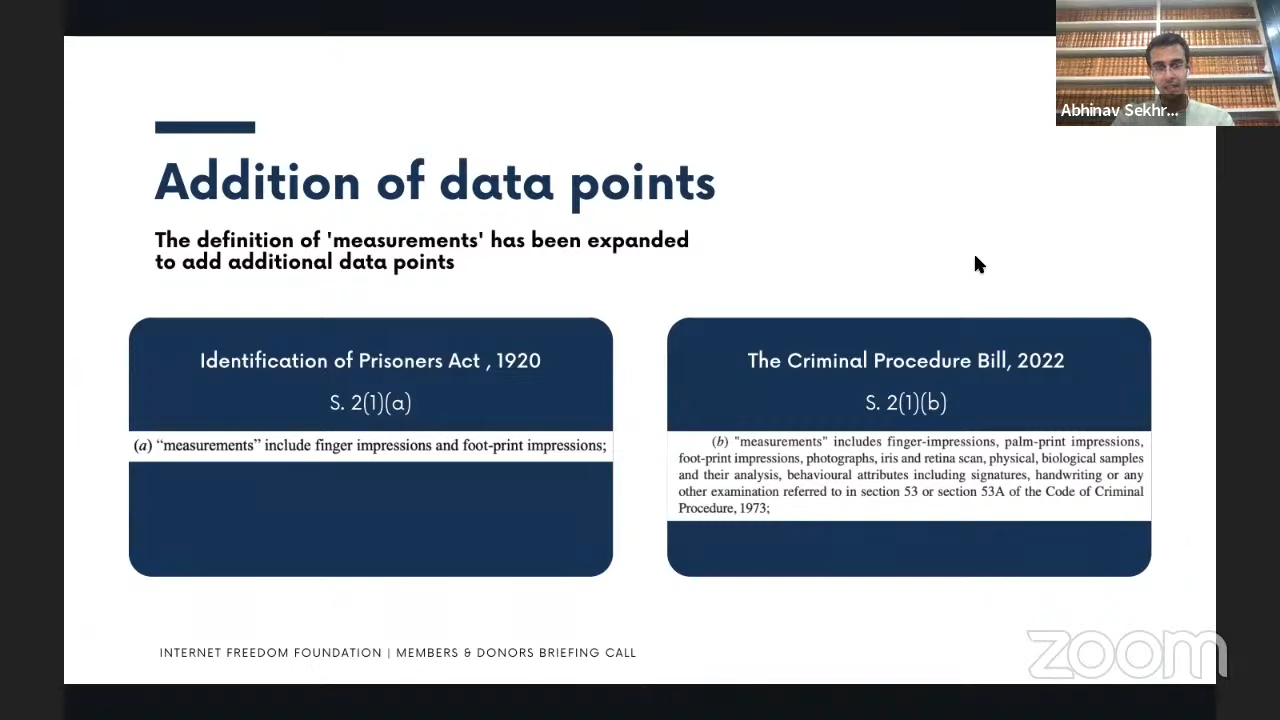 Abhinav Sekhr...
Addition of data points
The definition of 'measurements' has been expanded
to add additional data points
Identification of Prisoners Act , 1920
S. 2(1)(a)
(a) “measurements” include finger impressions and foot-print impressions;
The Criminal Procedure Bill, 2022
S. 2(1)(b)
(b) "measurements" includes finger-impressions, palm-print impressions,
foot-print impressions, photographs, iris and retina scan, physical, biological samples
and their analysis, behavioural attributes including signatures, handwriting or any
other examination referred to in section 53 or section 53A of the Code of Criminal
Procedure, 1973;
INTERNET FREEDOM FOUNDATION | MEMBERS & DONORS BRIEFING CALL
zoom